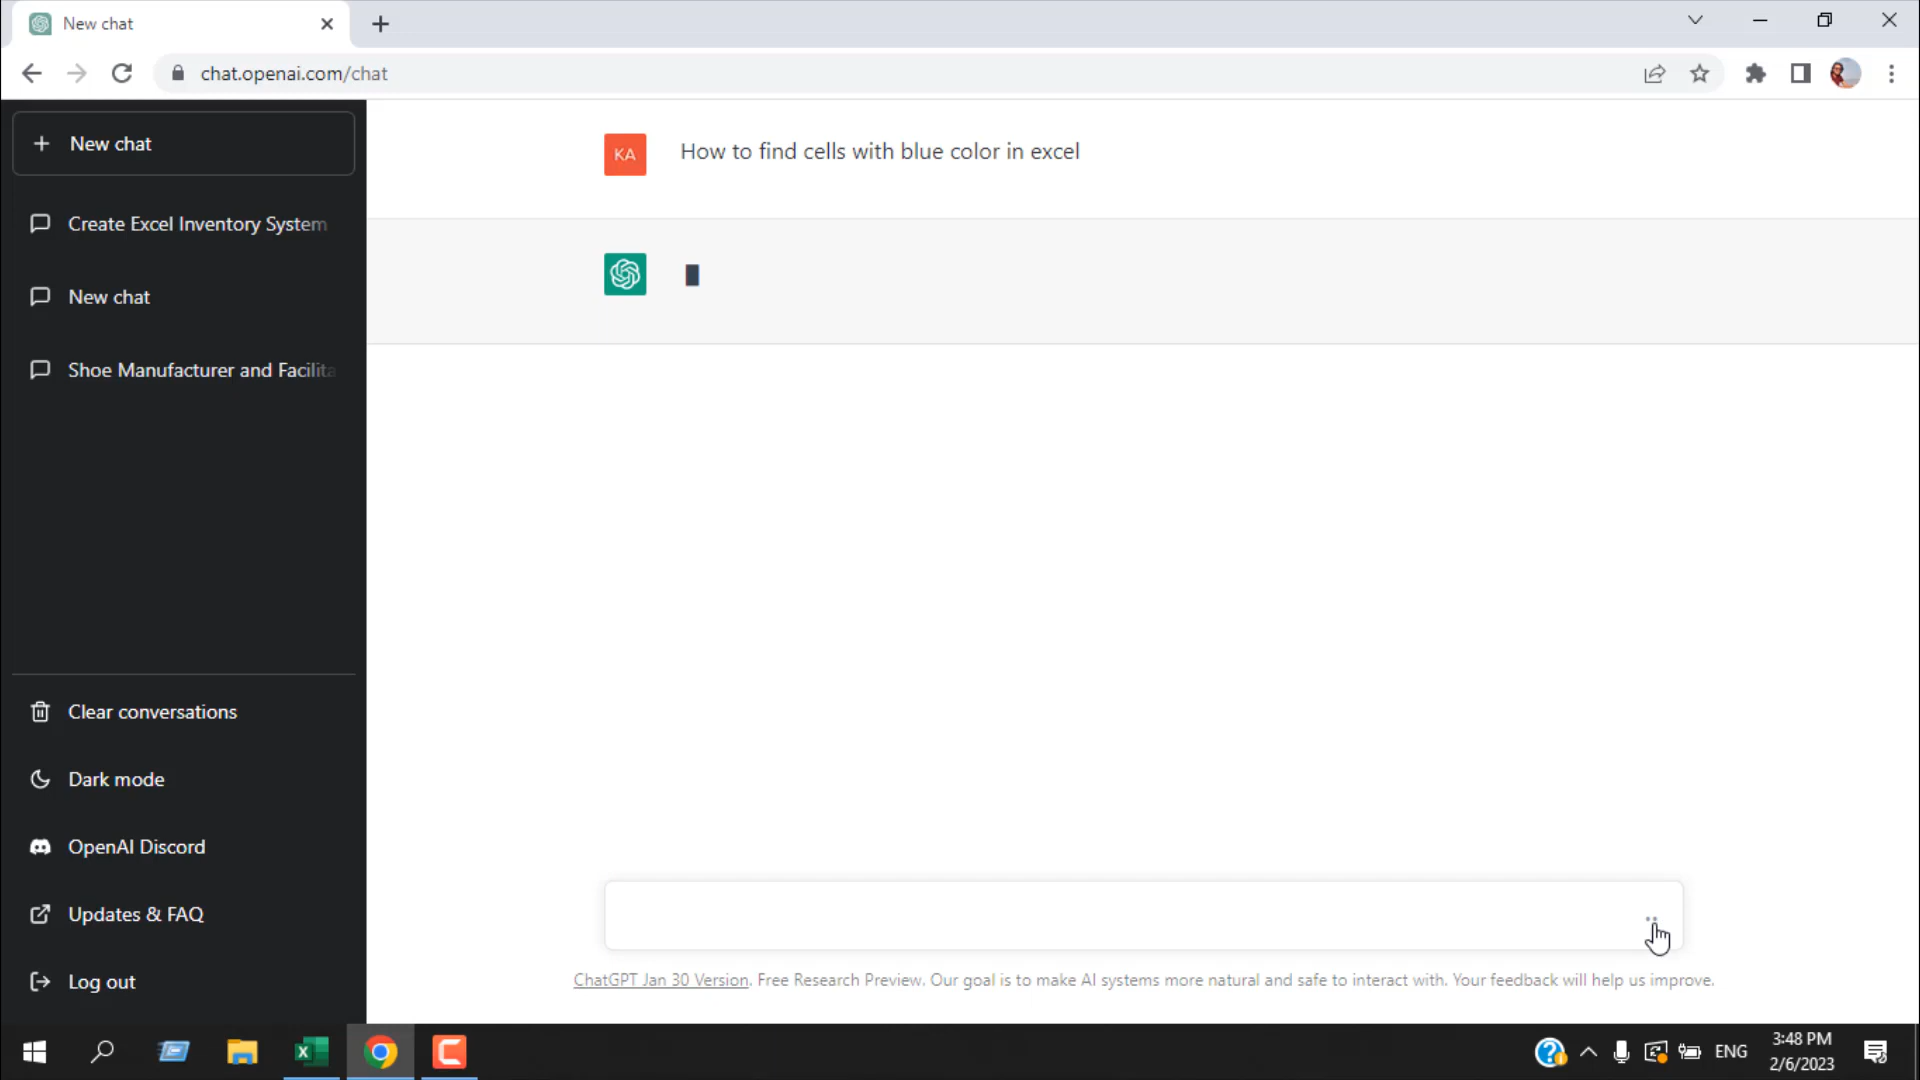 New chat
chat.openai.com/chat
New chat
Create Excel Inventory System
New chat
Shoe Manufacturer and Facilita
Clear conversations
Dark mode
OpenAI Discord
Updates & FAQ
Log out
KA
How to find cells with blue color in excel
ChatGPT Jan 30 Version. Free Research Preview. Our goal is to make AI systems more natural and safe to interact with. Your feedback will help us improve.
ENG
3:48 PM
2/6/2023